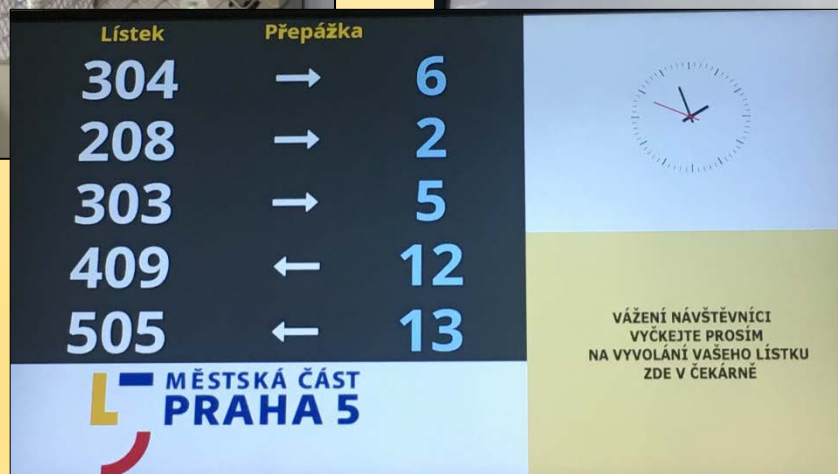 Lístek Přepážka
304 → 6
208 → 2
303 → 5
409 ← 12
505 ← 13
MĚSTSKÁ ČÁST
PRAHA 5
VÁŽENÍ NÁVŠTĚVNÍCI
VYČKEJTE PROSÍM
NA VYVOLÁNÍ VAŠEHO LÍSTKU
ZDE V ČEKÁRNĚ